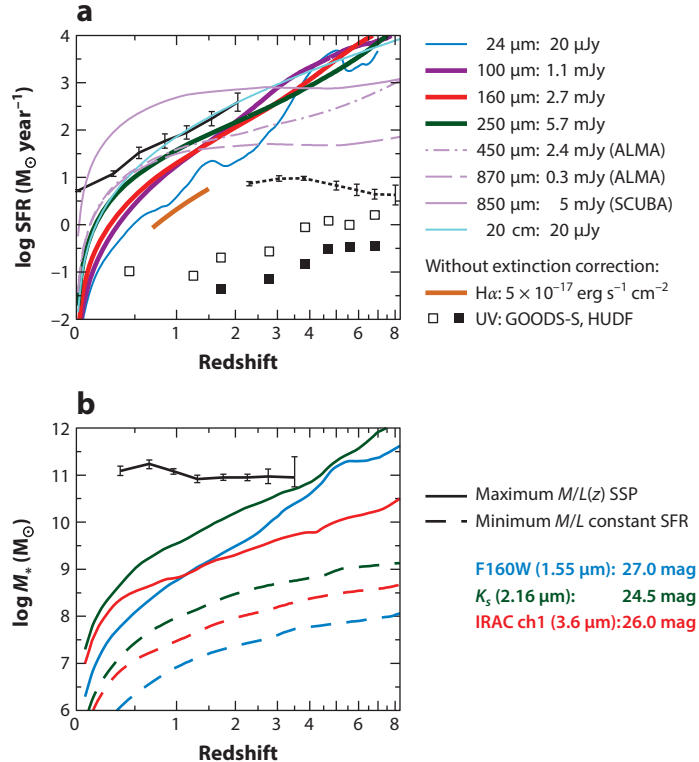 a
4
3
2
1
0
-1
-2
log SFR (M⊙ year⁻¹)
0 1 2 3 4 5 6 7 8
Redshift
24 µm: 20 µJy
100 µm: 1.1 mJy
160 µm: 2.7 mJy
250 µm: 5.7 mJy
450 µm: 2.4 mJy (ALMA)
870 µm: 0.3 mJy (ALMA)
850 µm: 5 mJy (SCUBA)
20 cm: 20 µJy
Without extinction correction:
Hα: 5 × 10⁻¹⁷ erg s⁻¹ cm⁻²
UV: GOODS-S, HUDF
b
12
11
10
9
8
7
6
log M* (M⊙)
0 1 2 3 4 5 6 7 8
Redshift
Maximum M/L(z) SSP
Minimum M/L constant SFR
F160W (1.55 µm): 27.0 mag
Ks (2.16 µm): 24.5 mag
IRAC ch1 (3.6 µm): 26.0 mag